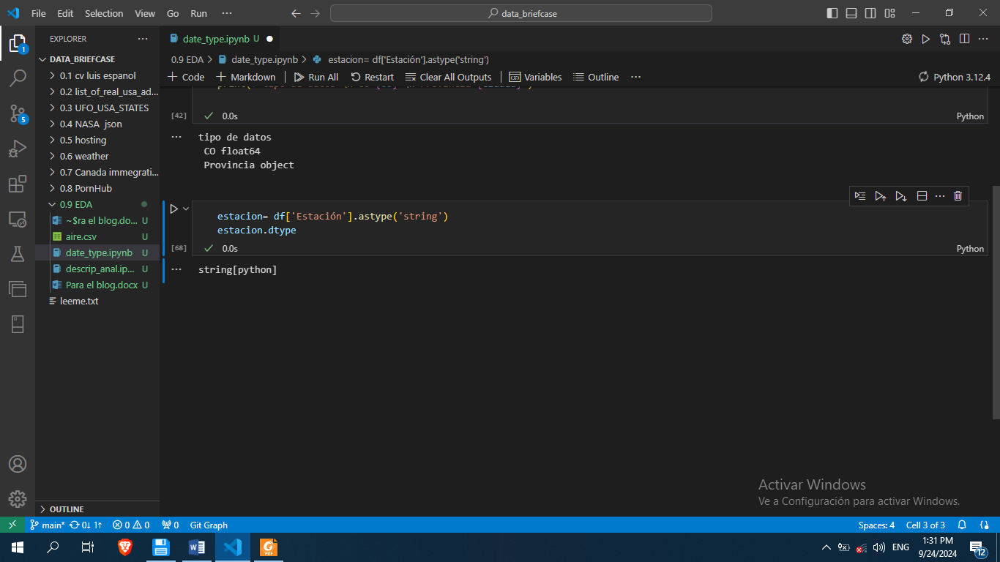 File Edit Selection View Go Run ··· data_briefcase
EXPLORER ···
DATA_BRIEFCASE
0.1 cv luis espanol
0.2 list_of_real_usa_ad...
0.3 UFO_USA_STATES
0.4 NASA json
0.5 hosting
0.6 weather
0.7 Canada immegrati...
0.8 PornHub
0.9 EDA
~$ra el blog.do... U
aire.csv U
date_type.ipynb U
descrip_anal.ip... U
Para el blog.docx U
leeme.txt
OUTLINE
1
5
date_type.ipynb U
0.9 EDA > date_type.ipynb > estacion= df['Estación'].astype('string')
Code Markdown Run All Restart Clear All Outputs Variables Outline ··· Python 3.12.4
[42] 0.0s Python
tipo de datos
CO float64
Provincia object
estacion= df['Estación'].astype('string')
estacion.dtype
[68] 0.0s Python
string[python]
Activar Windows
Ve a Configuración para activar Windows.
main* 0↓ 1↑ 0 0 0 Git Graph Spaces: 4 Cell 3 of 3
PDF ENG 1:31 PM
9/24/2024 12